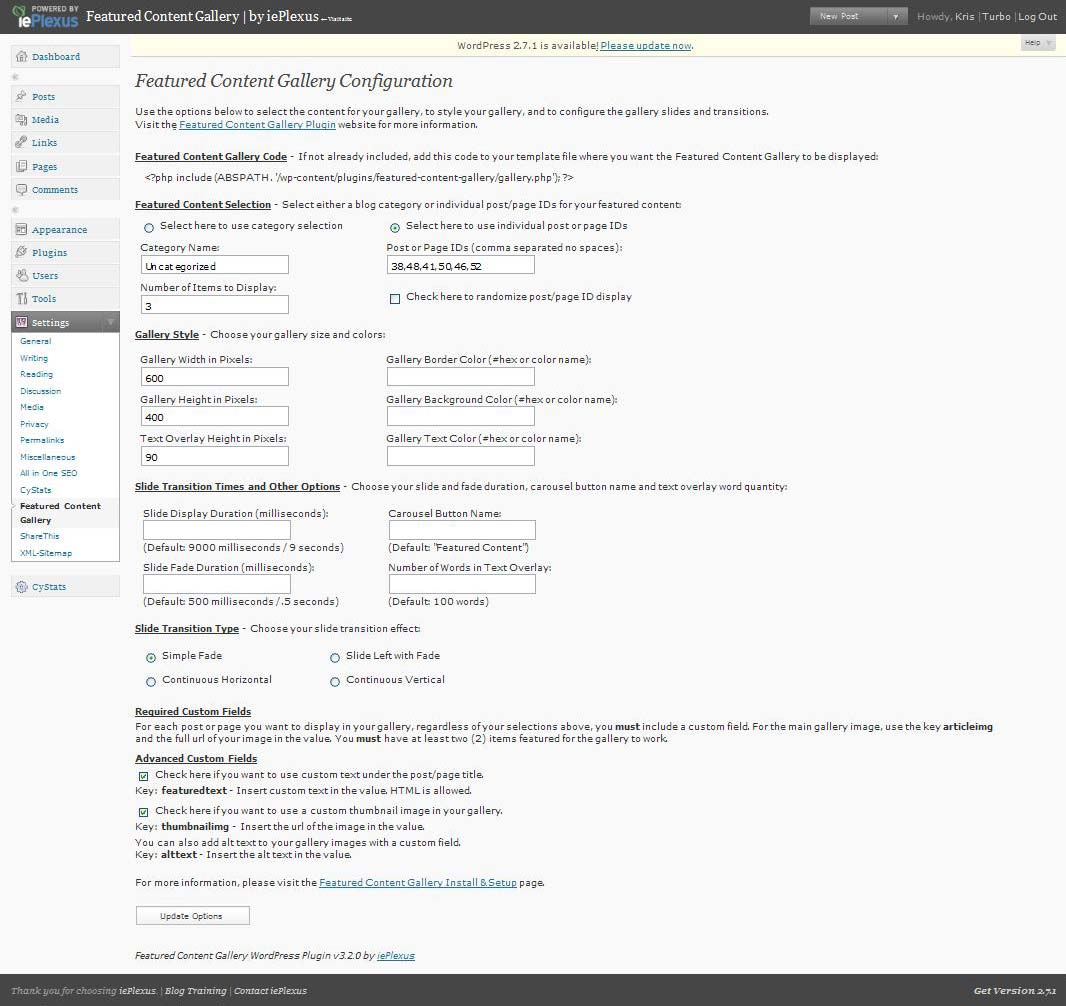 POWERED BY
iePlexus
Featured Content Gallery | by iePlexus ←Visit site
New Post
Howdy, Kris | Turbo | Log Out
WordPress 2.7.1 is available! Please update now.
Help
Dashboard
Posts
Media
Links
Pages
Comments
Appearance
Plugins
Users
Tools
Settings
General
Writing
Reading
Discussion
Media
Privacy
Permalinks
Miscellaneous
All in One SEO
CyStats
Featured Content
Gallery
ShareThis
XML-Sitemap
CyStats
Featured Content Gallery Configuration
Use the options below to select the content for your gallery, to style your gallery, and to configure the gallery slides and transitions.
Visit the Featured Content Gallery Plugin website for more information.
Featured Content Gallery Code - If not already included, add this code to your template file where you want the Featured Content Gallery to be displayed:
<?php include (ABSPATH . '/wp-content/plugins/featured-content-gallery/gallery.php'); ?>
Featured Content Selection - Select either a blog category or individual post/page IDs for your featured content:
Select here to use category selection
Select here to use individual post or page IDs
Category Name:
Post or Page IDs (comma separated no spaces):
Uncategorized
38,48,41,50,46,52
Number of Items to Display:
Check here to randomize post/page ID display
3
Gallery Style - Choose your gallery size and colors:
Gallery Width in Pixels:
Gallery Border Color (#hex or color name):
600
Gallery Height in Pixels:
Gallery Background Color (#hex or color name):
400
Text Overlay Height in Pixels:
Gallery Text Color (#hex or color name):
90
Slide Transition Times and Other Options - Choose your slide and fade duration, carousel button name and text overlay word quantity:
Slide Display Duration (milliseconds):
Carousel Button Name:
(Default: 9000 milliseconds / 9 seconds)
(Default: "Featured Content")
Slide Fade Duration (milliseconds):
Number of Words in Text Overlay:
(Default: 500 milliseconds /.5 seconds)
(Default: 100 words)
Slide Transition Type - Choose your slide transition effect:
Simple Fade
Slide Left with Fade
Continuous Horizontal
Continuous Vertical
Required Custom Fields
For each post or page you want to display in your gallery, regardless of your selections above, you must include a custom field. For the main gallery image, use the key articleimg
and the full url of your image in the value. You must have at least two (2) items featured for the gallery to work.
Advanced Custom Fields
Check here if you want to use custom text under the post/page title.
Key: featuredtext - Insert custom text in the value. HTML is allowed.
Check here if you want to use a custom thumbnail image in your gallery.
Key: thumbnailimg - Insert the url of the image in the value.
You can also add alt text to your gallery images with a custom field.
Key: alttext - Insert the alt text in the value.
For more information, please visit the Featured Content Gallery Install & Setup page.
Update Options
Featured Content Gallery WordPress Plugin v3.2.0 by iePlexus
Thank you for choosing iePlexus. | Blog Training | Contact iePlexus
Get Version 2.7.1